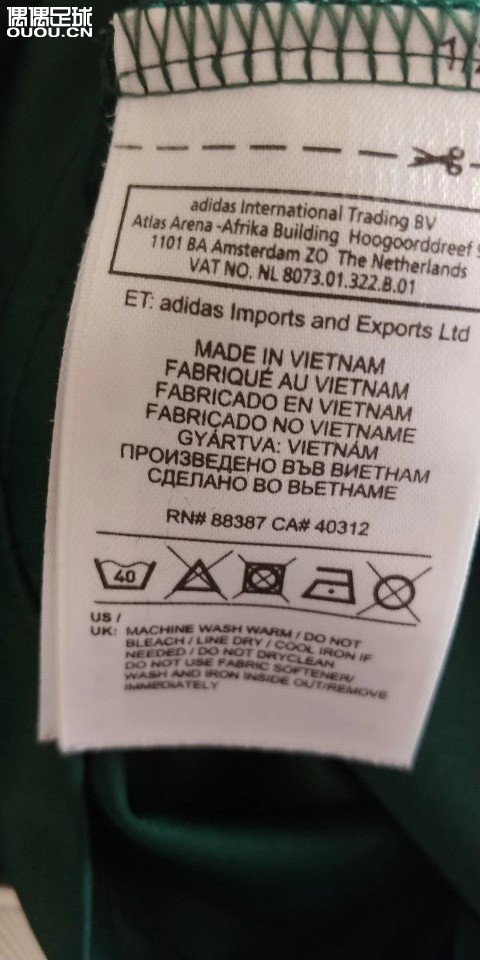 偶偶足球
OUOU.CN
adidas International Trading BV
Atlas Arena -Afrika Building Hoogoorddreef
1101 BA Amsterdam ZO The Netherlands
VAT NO. NL 8073.01.322.B.01
ET: adidas Imports and Exports Ltd
MADE IN VIETNAM
FABRIQUÉ AU VIETNAM
FABRICADO EN VIETNAM
FABRICADO NO VIETNAME
GYÁRTVA: VIETNÁM
ПРОИЗВЕДЕНО ВЪВ ВИЕТНАМ
СДЕЛАНО ВО ВЬЕТНАМЕ
RN# 88387 CA# 40312
40
US /
UK: MACHINE WASH WARM / DO NOT
BLEACH / LINE DRY / COOL IRON IF
NEEDED / DO NOT DRYCLEAN
DO NOT USE FABRIC SOFTENER/
WASH AND IRON INSIDE OUT/REMOVE
IMMEDIATELY